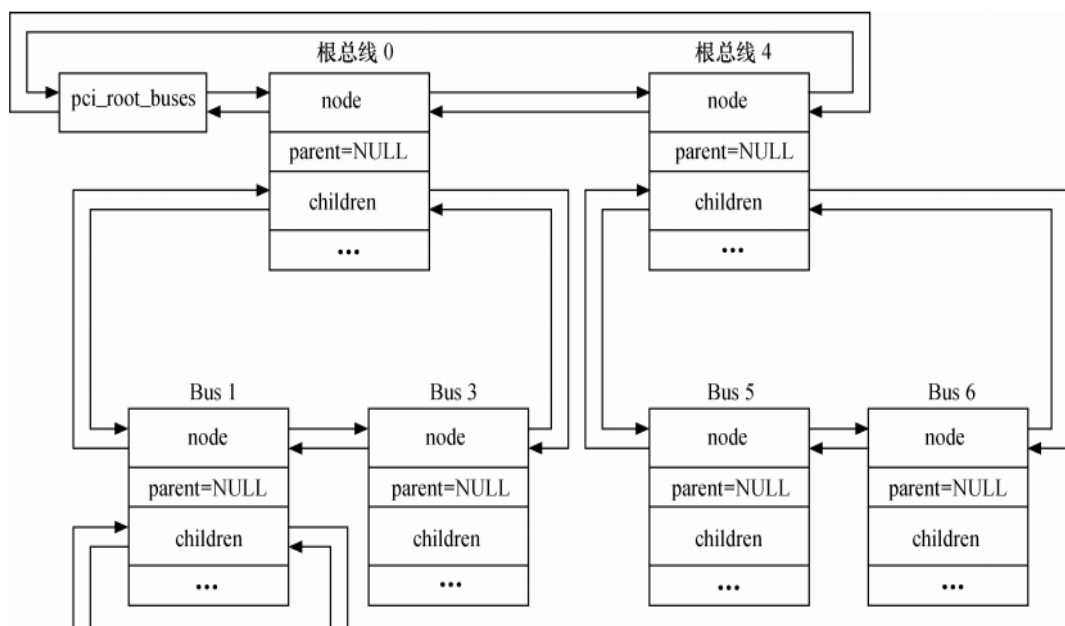 根总线 0
根总线 4
pci_root_buses
node
node
parent=NULL
parent=NULL
children
children
...
...
Bus 1
Bus 3
Bus 5
Bus 6
node
node
node
node
parent=NULL
parent=NULL
parent=NULL
parent=NULL
children
children
children
children
...
...
...
...